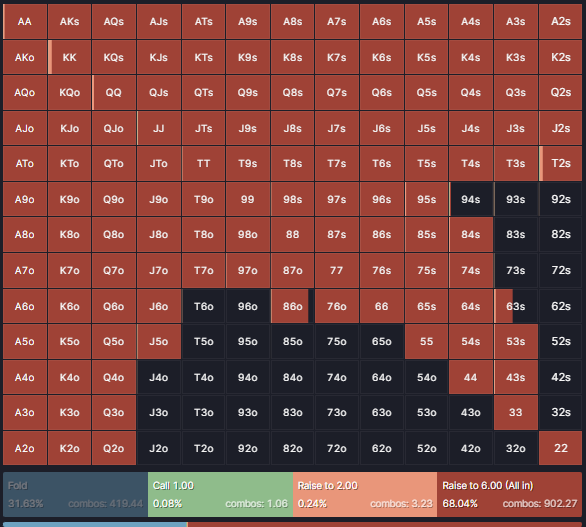 AA AKs AQs AJs ATs A9s A8s A7s A6s A5s A4s A3s A2s
AKo KK KQs KJs KTs K9s K8s K7s K6s K5s K4s K3s K2s
AQo KQo QQ QJs QTs Q9s Q8s Q7s Q6s Q5s Q4s Q3s Q2s
AJo KJo QJo JJ JTs J9s J8s J7s J6s J5s J4s J3s J2s
ATo KTo QTo JTo TT T9s T8s T7s T6s T5s T4s T3s T2s
A9o K9o Q9o J9o T9o 99 98s 97s 96s 95s 94s 93s 92s
A8o K8o Q8o J8o T8o 98o 88 87s 86s 85s 84s 83s 82s
A7o K7o Q7o J7o T7o 97o 87o 77 76s 75s 74s 73s 72s
A6o K6o Q6o J6o T6o 96o 86o 76o 66 65s 64s 63s 62s
A5o K5o Q5o J5o T5o 95o 85o 75o 65o 55 54s 53s 52s
A4o K4o Q4o J4o T4o 94o 84o 74o 64o 54o 44 43s 42s
A3o K3o Q3o J3o T3o 93o 83o 73o 63o 53o 43o 33 32s
A2o K2o Q2o J2o T2o 92o 82o 72o 62o 52o 42o 32o 22
Fold Call 1.00 Raise to 2.00 Raise to 6.00 (All in)
31.63% combos: 419.44 0.08% combos: 1.06 0.24% combos: 3.23 68.04% combos: 902.27